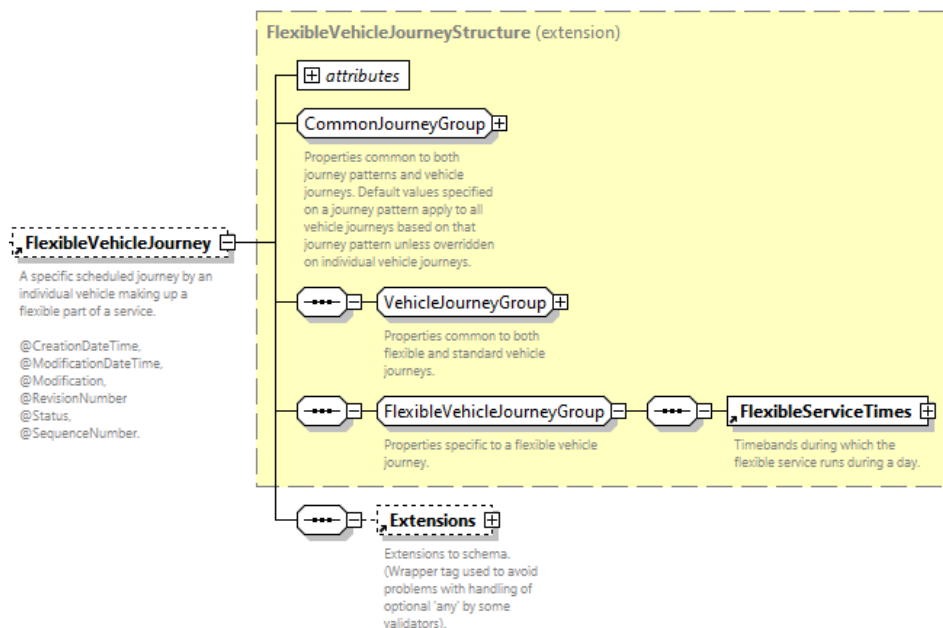 FlexibleVehicleJourneyStructure (extension)
attributes
CommonJourneyGroup
Properties common to both
journey patterns and vehicle
journeys. Default values specified
on a journey pattern apply to all
vehicle journeys based on that
journey pattern unless overridden
on individual vehicle journeys.
FlexibleVehicleJourney
A specific scheduled journey by an
individual vehicle making up a
flexible part of a service.
@CreationDateTime,
@ModificationDateTime,
@Modification,
@RevisionNumber
@Status,
@SequenceNumber.
VehicleJourneyGroup
Properties common to both
flexible and standard vehicle
journeys.
FlexibleVehicleJourneyGroup
Properties specific to a flexible vehicle
journey.
FlexibleServiceTimes
Timebands during which the
flexible service runs during a day.
Extensions
Extensions to schema.
(Wrapper tag used to avoid
problems with handling of
optional 'any' by some
validators).